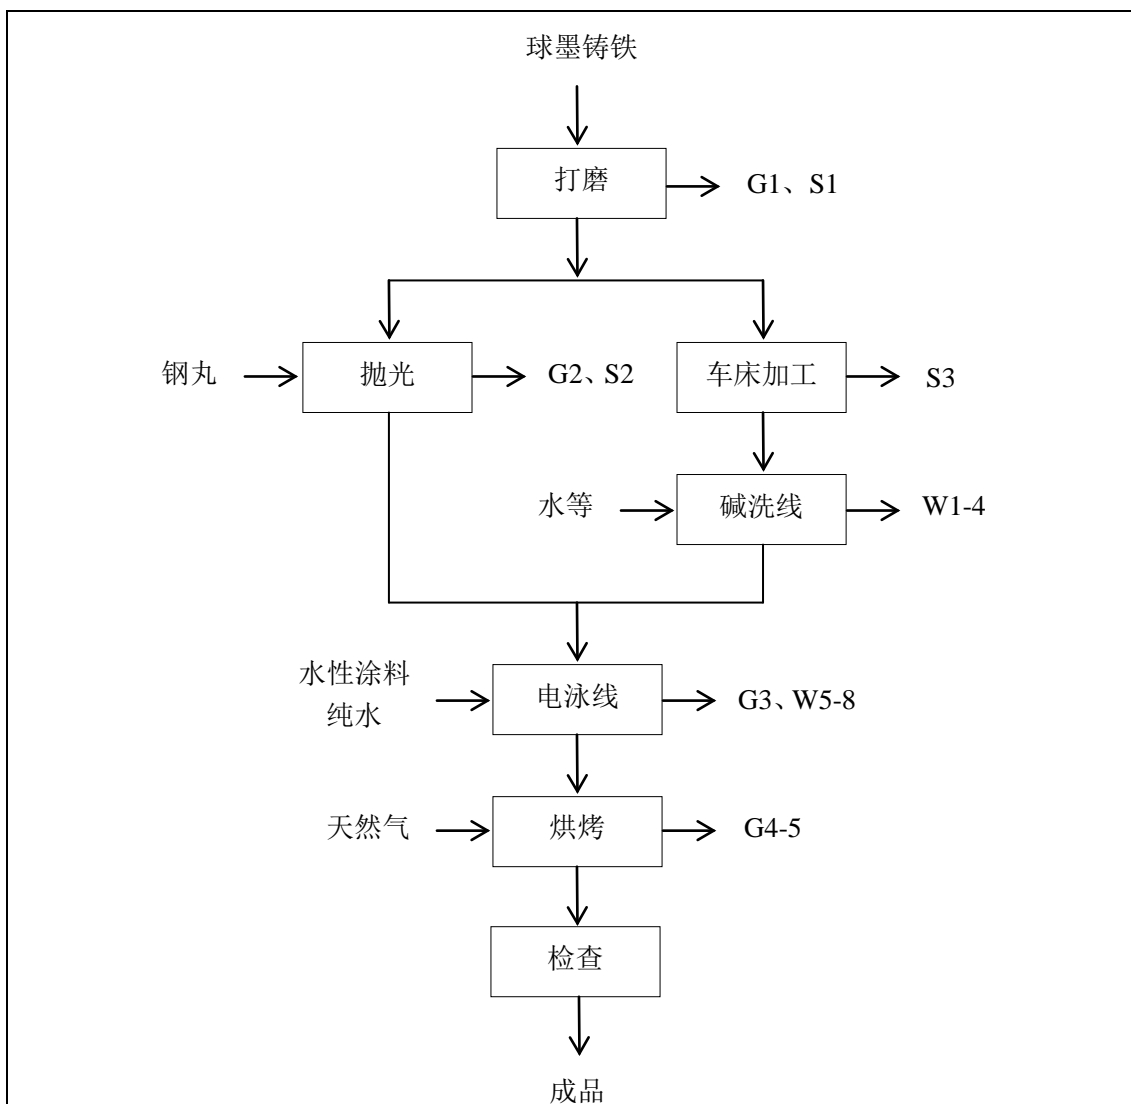 球墨铸铁
打磨
G1、S1
钢丸
抛光
G2、S2
车床加工
S3
水等
碱洗线
W1-4
水性涂料
纯水
电泳线
G3、W5-8
天然气
烘烤
G4-5
检查
成品